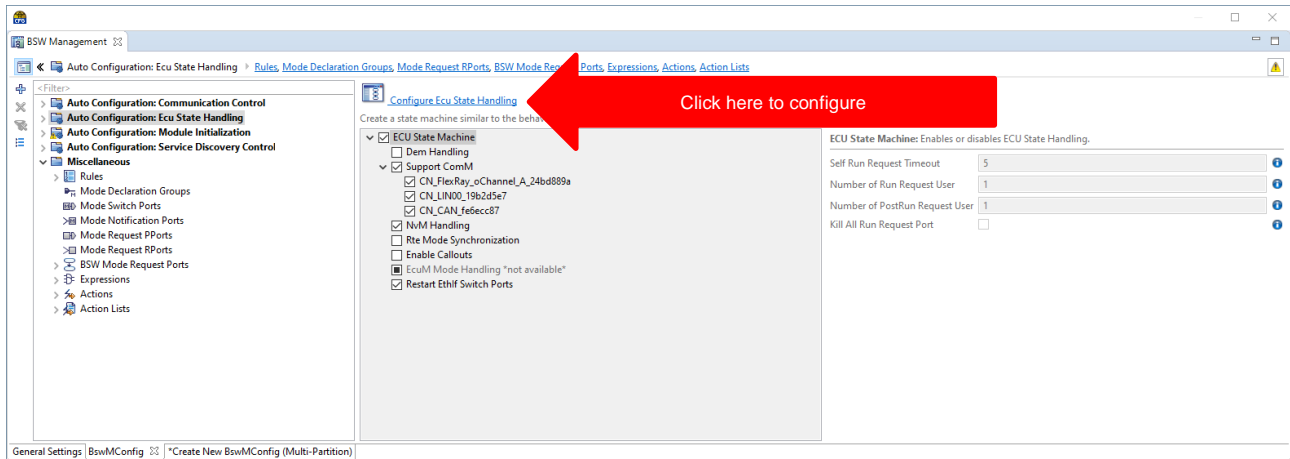 CFG
BSW Management
Auto Configuration: Ecu State Handling Rules, Mode Declaration Groups, Mode Request RPorts, BSW Mode Req Ports, Expressions, Actions, Action Lists
<Filter>
Auto Configuration: Communication Control
Auto Configuration: Ecu State Handling
Auto Configuration: Module Initialization
Auto Configuration: Service Discovery Control
Miscellaneous
Rules
Mode Declaration Groups
Mode Switch Ports
Mode Notification Ports
Mode Request PPorts
Mode Request RPorts
BSW Mode Request Ports
Expressions
Actions
Action Lists
Configure Ecu State Handling
Click here to configure
Create a state machine similar to the beha
ECU State Machine
Dem Handling
Support ComM
CN_FlexRay_oChannel_A_24bd889a
CN_LIN00_19b2d5e7
CN_CAN_fe6ecc87
NvM Handling
Rte Mode Synchronization
Enable Callouts
EcuM Mode Handling *not available*
Restart EthIf Switch Ports
ECU State Machine: Enables or disables ECU State Handling.
Self Run Request Timeout 5
Number of Run Request User 1
Number of PostRun Request User 1
Kill All Run Request Port
General Settings BswMConfig *Create New BswMConfig (Multi-Partition)